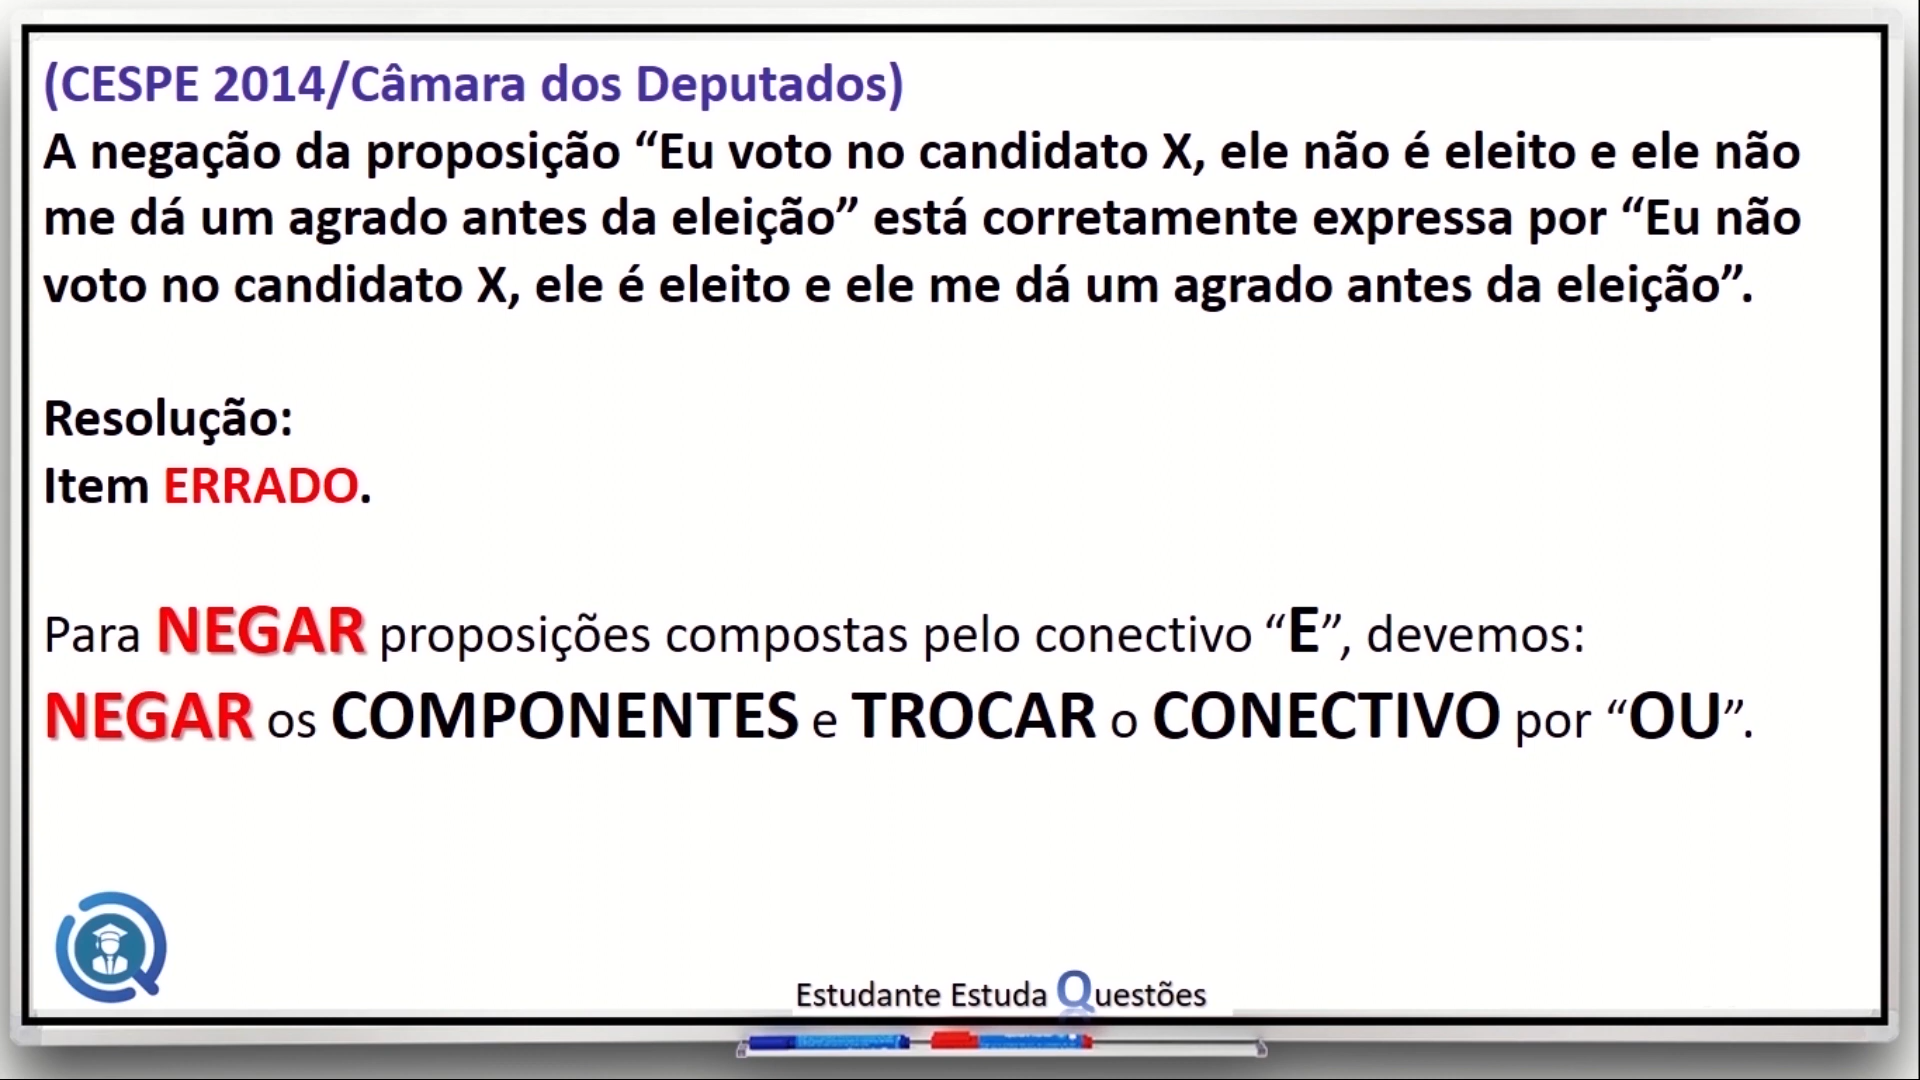 (CESPE 2014/Câmara dos Deputados)
A negação da proposição “Eu voto no candidato X, ele não é eleito e ele não
me dá um agrado antes da eleição” está corretamente expressa por “Eu não
voto no candidato X, ele é eleito e ele me dá um agrado antes da eleição”.
Resolução:
Item ERRADO.
Para NEGAR proposições compostas pelo conectivo “E”, devemos:
NEGAR os COMPONENTES e TROCAR o CONECTIVO por “OU”.
Estudante Estuda Questões